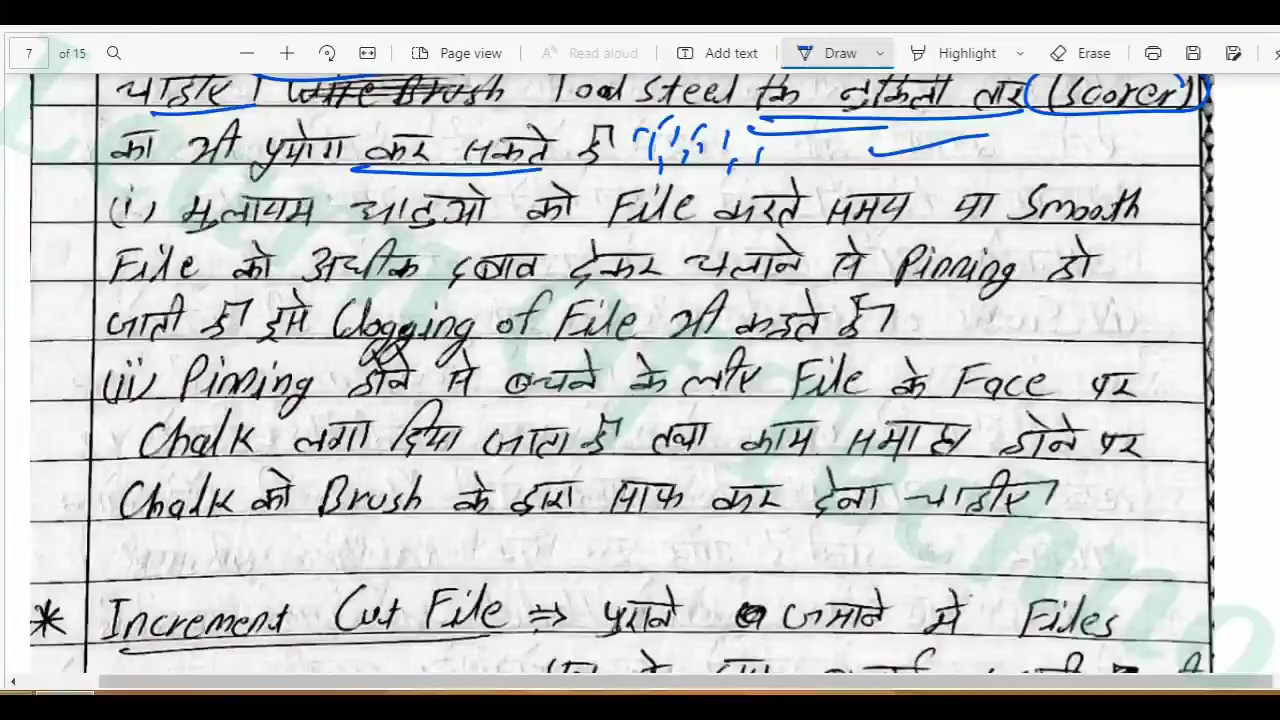 7 of 15 Page view Read aloud Add text Draw Highlight Erase
चाहीए। Tool Steel कि नुकिली तार (Scorer)
का भी प्रयोग कर सकते है
(i) मुलायम धातुओ को File करते समय या Smooth
File को अधीक दबाव देकर चलाने से Pinning हो
जाती है। इसे Clogging of File भी कहते है।
(ii) Pinning होने से बचने के लीए File के Face पर
Chalk लगा दिया जाता है तथा काम समाप्त होने पर
Chalk को Brush के द्वारा साफ कर देना चाहीए।
* Increment Cut File ⇒ पुराने जमाने मे Files